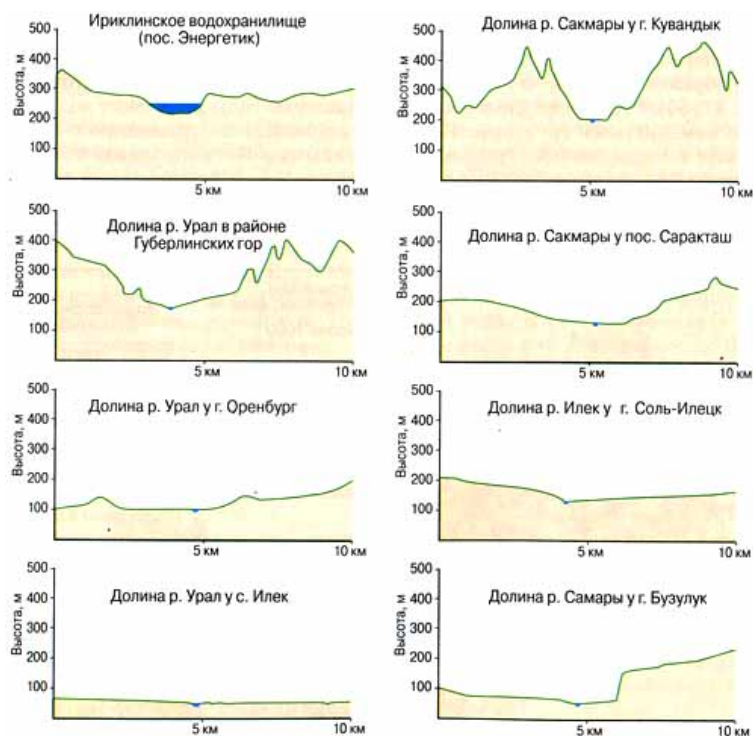 Ириклинское водохранилище
(пос. Энергетик)
Высота, м
500
400
300
200
100
5 км
10 км
Долина р. Сакмары у г. Кувандык
Высота, м
500
400
300
200
100
5 км
10 км
Долина р. Урал в районе
Губерлинских гор
Высота, м
500
400
300
200
100
5 км
10 км
Долина р. Сакмары у пос. Саракташ
Высота, м
500
400
300
200
100
5 км
10 км
Долина р. Урал у г. Оренбург
Высота, м
500
400
300
200
100
5 км
10 км
Долина р. Илек у г. Соль-Илецк
Высота, м
500
400
300
200
100
5 км
10 км
Долина р. Урал у с. Илек
Высота, м
500
400
300
200
100
5 км
10 км
Долина р. Самары у г. Бузулук
Высота, м
500
400
300
200
100
5 км
10 км